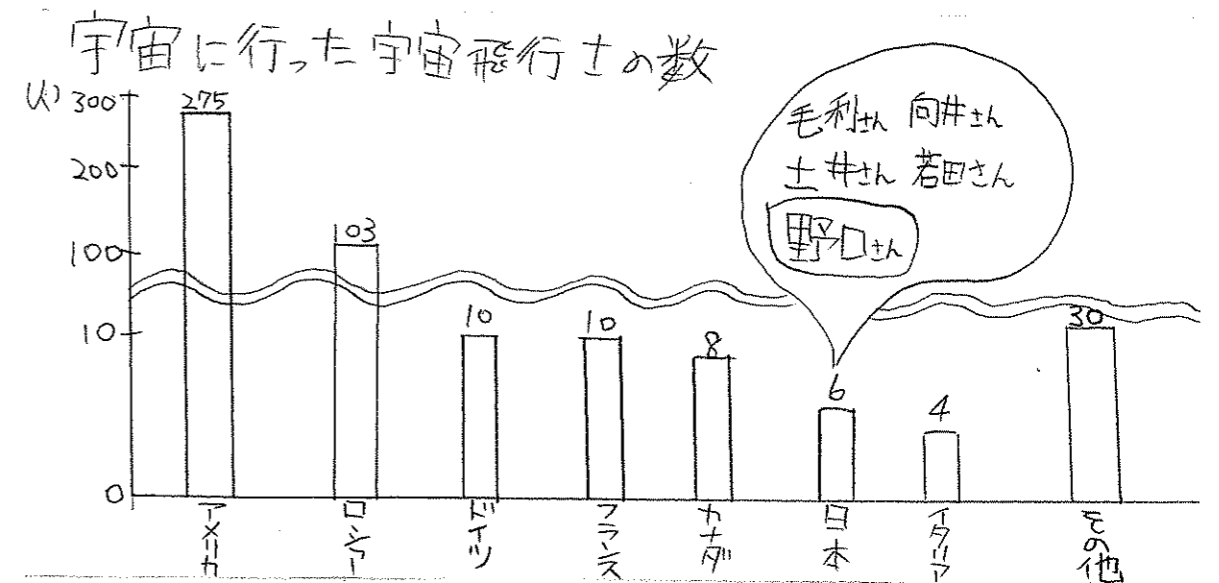 宇宙に行った宇宙飛行士の数
(人)
300
200
100
10
0
275
103
10
10
8
6
4
30
毛利さん 向井さん
土井さん 若田さん
野口さん
アメリカ
ロシア
ドイツ
フランス
カナダ
日本
イタリア
その他